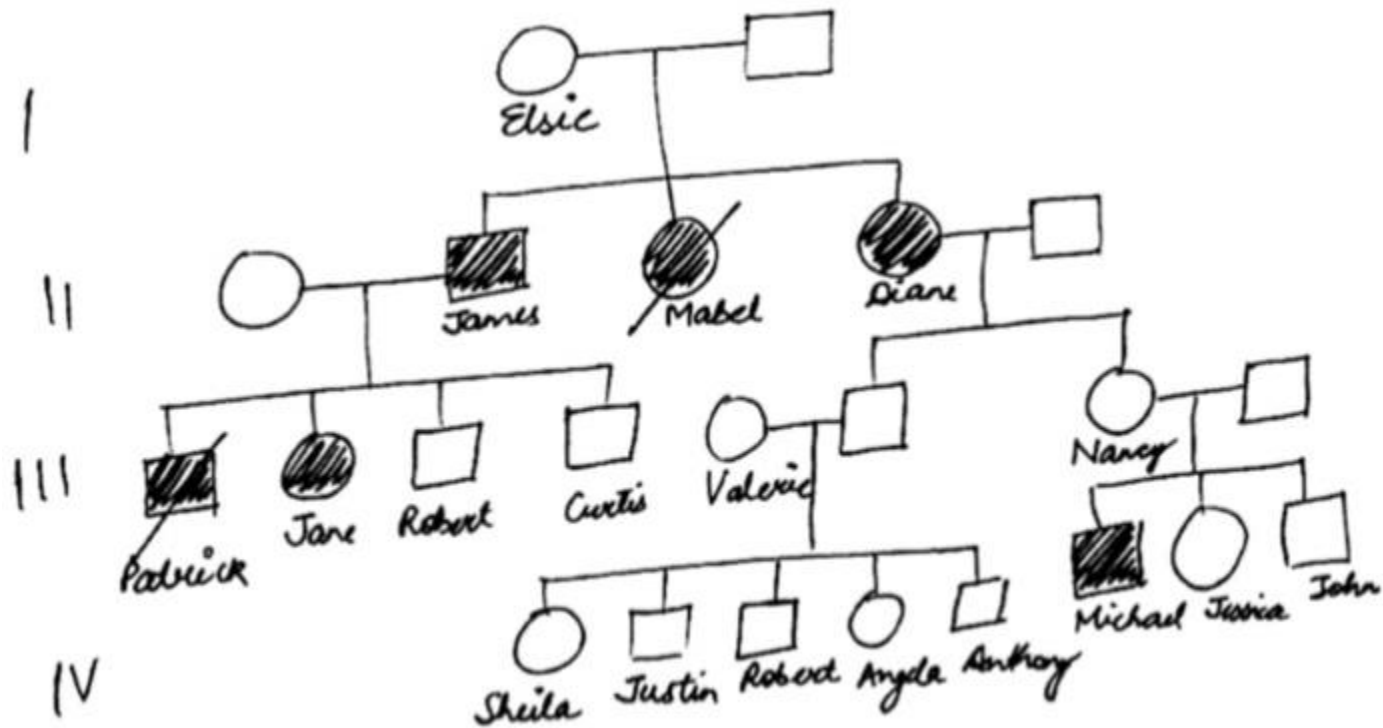 I
Elsie
II
James
Mabel
Diane
III
Patrick
Jane
Robert
Curtis
Valerie
Nancy
Michael
Jessica
John
IV
Sheila
Justin
Robert
Angela
Anthony